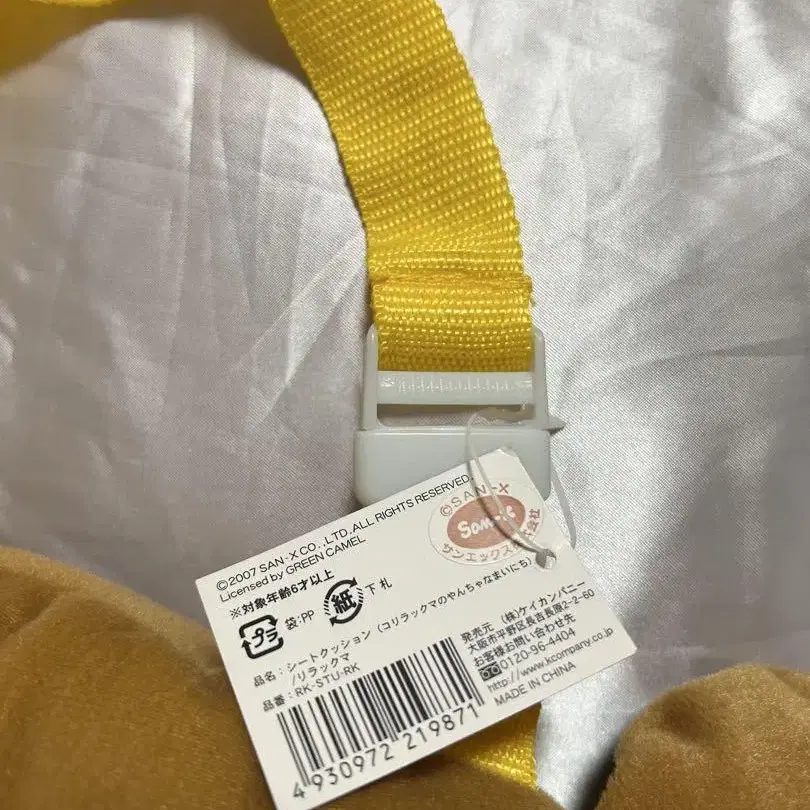 ©2007 SAN-X CO.,LTD.ALL RIGHTS RESERVED.
Licensed by GREEN CAMEL
※対象年齢6才以上
プラ
袋:PP
紙
下札
品名:シートクッション(コリラックマのやんちゃなまいにち)
/リラックマ
品番:RK-STU-RK
4 930972 219871
©SAN-X
San-X
サンエックス株式会社
発売元 (株)ケイカンパニー
大阪市平野区長吉長原2-2-60
お客様お問い合わせ先
0120-96-4404
http://www.kcompany.co.jp
MADE IN CHINA